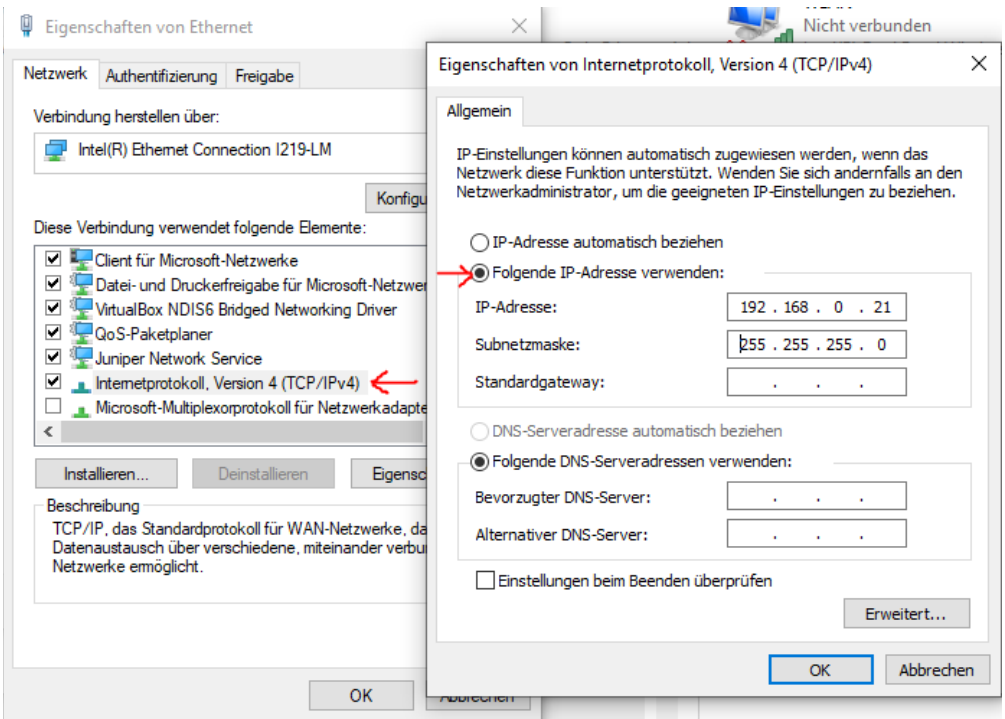 Eigenschaften von Ethernet
Netzwerk
Authentifizierung
Freigabe
Verbindung herstellen über:
Intel(R) Ethernet Connection I219-LM
Konfigu
Diese Verbindung verwendet folgende Elemente:
Client für Microsoft-Netzwerke
Datei- und Druckerfreigabe für Microsoft-Netzwer
VirtualBox NDIS6 Bridged Networking Driver
QoS-Paketplaner
Juniper Network Service
Internetprotokoll, Version 4 (TCP/IPv4)
Microsoft-Multiplexorprotokoll für Netzwerkadapte
Installieren...
Deinstallieren
Eigensc
Beschreibung
TCP/IP, das Standardprotokoll für WAN-Netzwerke, da
Datenaustausch über verschiedene, miteinander verbu
Netzwerke ermöglicht.
OK
Abbrechen
Nicht verbunden
Eigenschaften von Internetprotokoll, Version 4 (TCP/IPv4)
Allgemein
IP-Einstellungen können automatisch zugewiesen werden, wenn das
Netzwerk diese Funktion unterstützt. Wenden Sie sich andernfalls an den
Netzwerkadministrator, um die geeigneten IP-Einstellungen zu beziehen.
IP-Adresse automatisch beziehen
Folgende IP-Adresse verwenden:
IP-Adresse: 192 . 168 . 0 . 21
Subnetzmaske: 255 . 255 . 255 . 0
Standardgateway: . . .
DNS-Serveradresse automatisch beziehen
Folgende DNS-Serveradressen verwenden:
Bevorzugter DNS-Server: . . .
Alternativer DNS-Server: . . .
Einstellungen beim Beenden überprüfen
Erweitert...
OK
Abbrechen